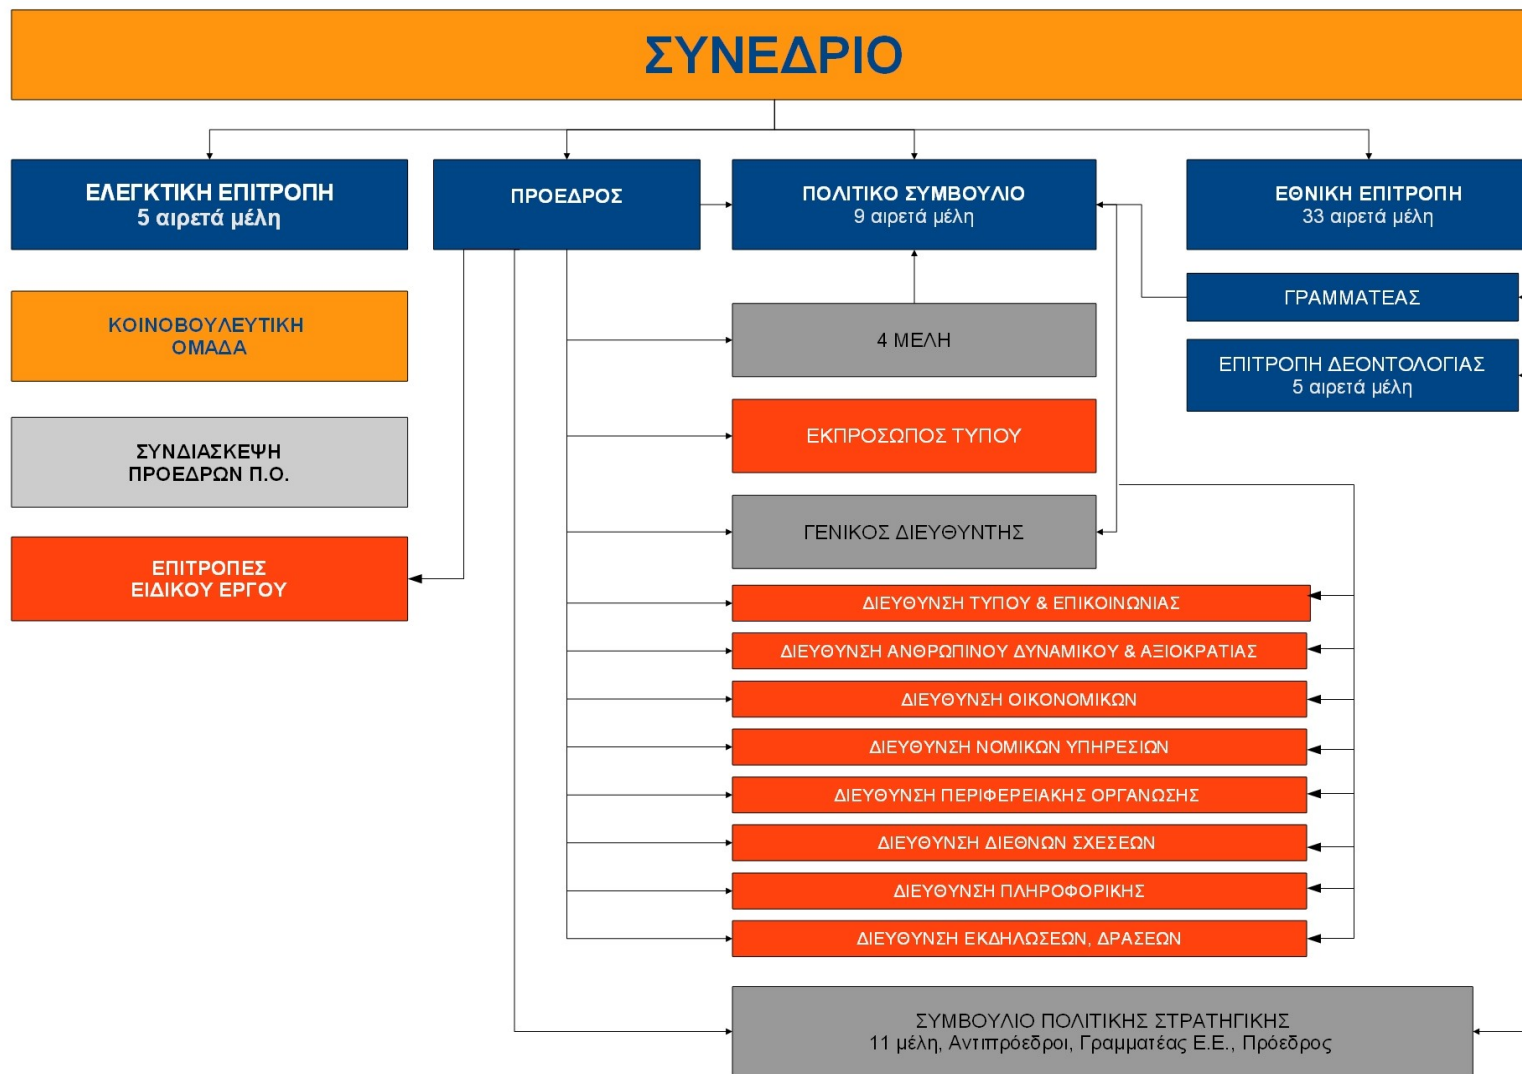 ΣΥΝΕΔΡΙΟ
ΕΛΕΓΚΤΙΚΗ ΕΠΙΤΡΟΠΗ
5 αιρετά μέλη
ΠΡΟΕΔΡΟΣ
ΠΟΛΙΤΙΚΟ ΣΥΜΒΟΥΛΙΟ
9 αιρετά μέλη
ΕΘΝΙΚΗ ΕΠΙΤΡΟΠΗ
33 αιρετά μέλη
ΓΡΑΜΜΑΤΕΑΣ
ΕΠΙΤΡΟΠΗ ΔΕΟΝΤΟΛΟΓΙΑΣ
5 αιρετά μέλη
ΚΟΙΝΟΒΟΥΛΕΥΤΙΚΗ
ΟΜΑΔΑ
ΣΥΝΔΙΑΣΚΕΨΗ
ΠΡΟΕΔΡΩΝ Π.Ο.
ΕΠΙΤΡΟΠΕΣ
ΕΙΔΙΚΟΥ ΕΡΓΟΥ
4 ΜΕΛΗ
ΕΚΠΡΟΣΩΠΟΣ ΤΥΠΟΥ
ΓΕΝΙΚΟΣ ΔΙΕΥΘΥΝΤΗΣ
ΔΙΕΥΘΥΝΣΗ ΤΥΠΟΥ & ΕΠΙΚΟΙΝΩΝΙΑΣ
ΔΙΕΥΘΥΝΣΗ ΑΝΘΡΩΠΙΝΟΥ ΔΥΝΑΜΙΚΟΥ & ΑΞΙΟΚΡΑΤΙΑΣ
ΔΙΕΥΘΥΝΣΗ ΟΙΚΟΝΟΜΙΚΩΝ
ΔΙΕΥΘΥΝΣΗ ΝΟΜΙΚΩΝ ΥΠΗΡΕΣΙΩΝ
ΔΙΕΥΘΥΝΣΗ ΠΕΡΙΦΕΡΕΙΑΚΗΣ ΟΡΓΑΝΩΣΗΣ
ΔΙΕΥΘΥΝΣΗ ΔΙΕΘΝΩΝ ΣΧΕΣΕΩΝ
ΔΙΕΥΘΥΝΣΗ ΠΛΗΡΟΦΟΡΙΚΗΣ
ΔΙΕΥΘΥΝΣΗ ΕΚΔΗΛΩΣΕΩΝ, ΔΡΑΣΕΩΝ
ΣΥΜΒΟΥΛΙΟ ΠΟΛΙΤΙΚΗΣ ΣΤΡΑΤΗΓΙΚΗΣ
11 μέλη, Αντιπρόεδροι, Γραμματέας Ε.Ε., Πρόεδρος